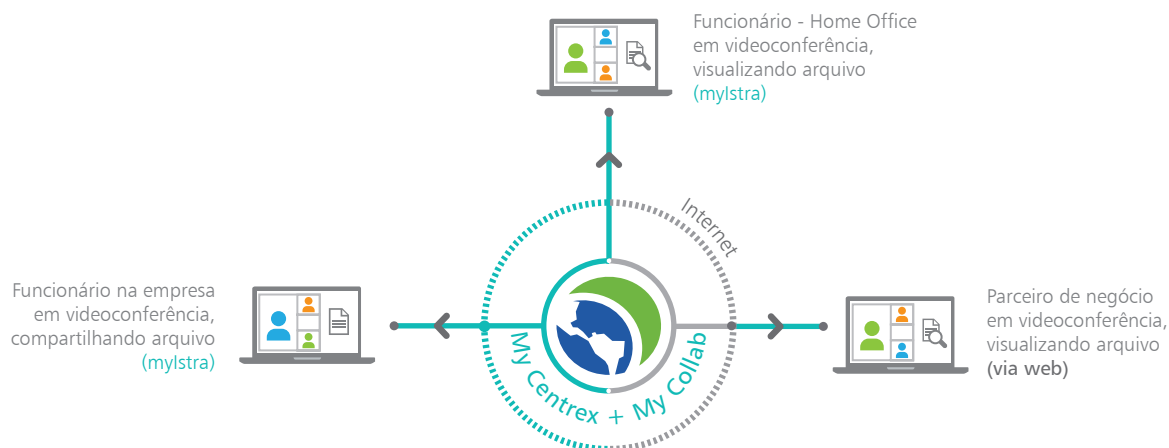 Funcionário - Home Office
em videoconferência,
visualizando arquivo
(myIstra)
Internet
Funcionário na empresa
em videoconferência,
compartilhando arquivo
(myIstra)
My Centrex + My Collab
Parceiro de negócio
em videoconferência,
visualizando arquivo
(via web)